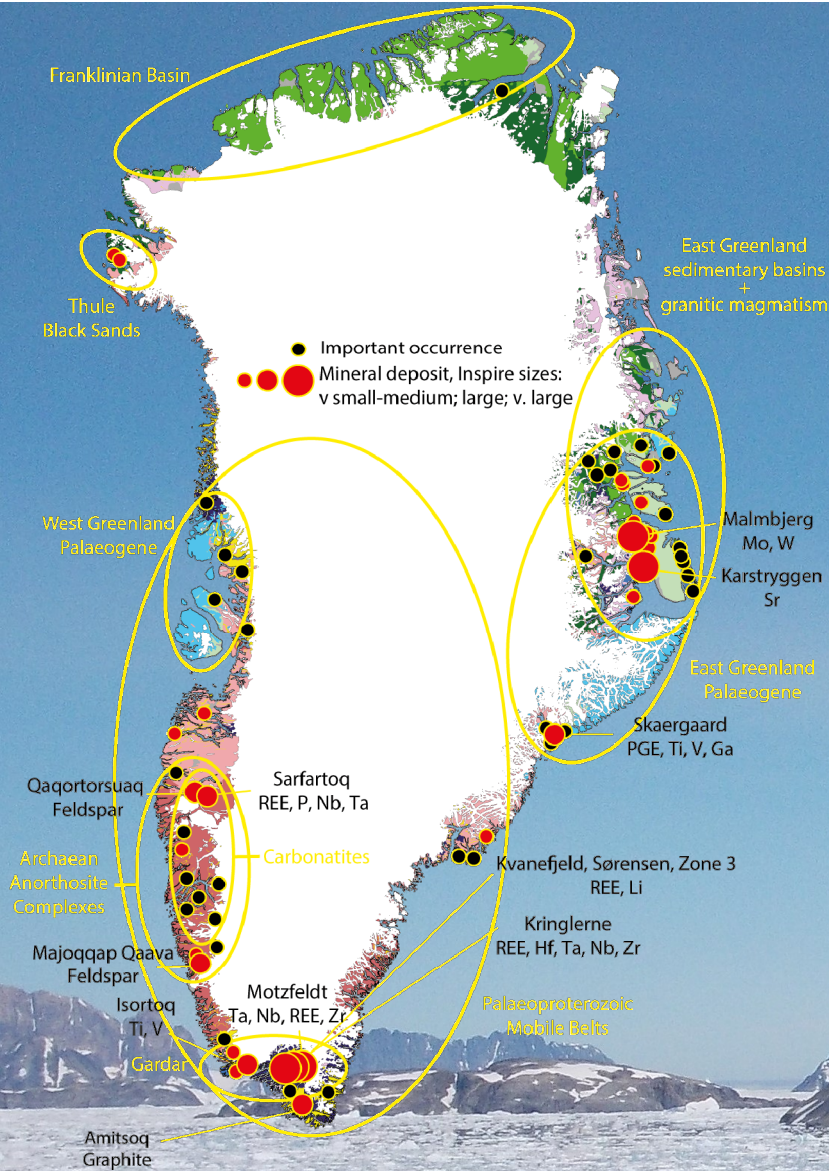 Franklinian Basin
East Greenland
sedimentary basins
+
granitic magmatism
Thule
Black Sands
Important occurrence
Mineral deposit, Inspire sizes:
v small-medium; large; v. large
West Greenland
Palaeogene
Malmbjerg
Mo, W
Karstryggen
Sr
East Greenland
Palaeogene
Skaergaard
PGE, Ti, V, Ga
Qaqortorsuaq
Feldspar
Sarfartoq
REE, P, Nb, Ta
Archaean
Anorthosite
Complexes
Carbonatites
Kvanefjeld, Sørensen, Zone 3
REE, Li
Kringlerne
REE, Hf, Ta, Nb, Zr
Majoqqap Qaava
Feldspar
Isortoq
Ti, V
Motzfeldt
Ta, Nb, REE, Zr
Palaeoproterozoic
Mobile Belts
Gardar
Amitsoq
Graphite